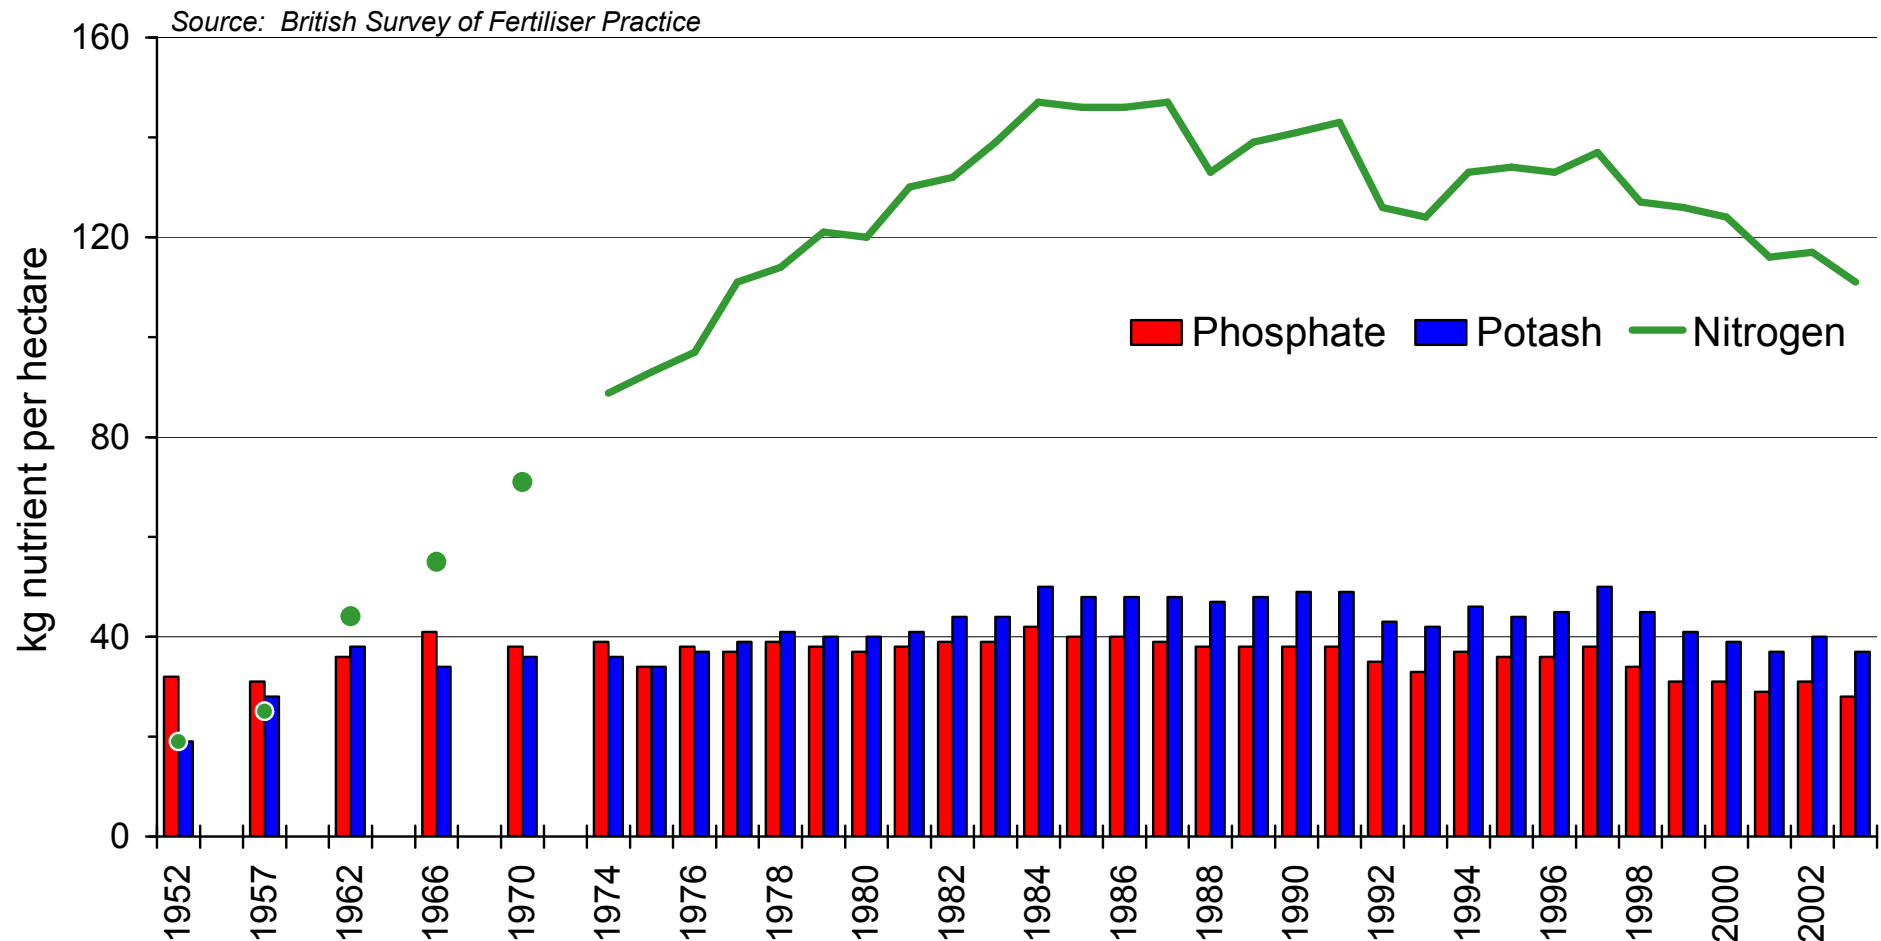 Source: British Survey of Fertiliser Practice
160
120
80
40
0
kg nutrient per hectare
Phosphate Potash Nitrogen
1952 1957 1962 1966 1970 1974 1976 1978 1980 1982 1984 1986 1988 1990 1992 1994 1996 1998 2000 2002